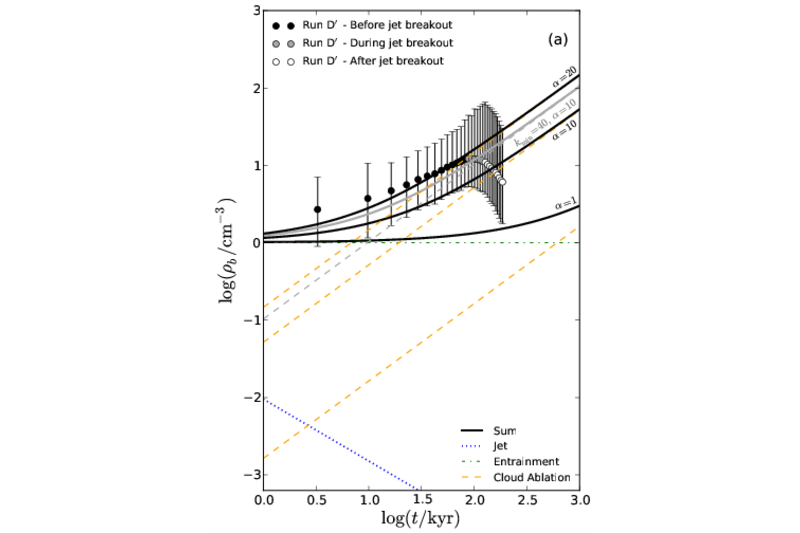 3
Run D′ - Before jet breakout
Run D′ - During jet breakout
Run D′ - After jet breakout
(a)
2
1
0
−1
−2
−3
log(ρb/cm−3)
α=20
kmin=40, α=10
α=10
α=1
Sum
Jet
Entrainment
Cloud Ablation
0.0 0.5 1.0 1.5 2.0 2.5 3.0
log(t/kyr)